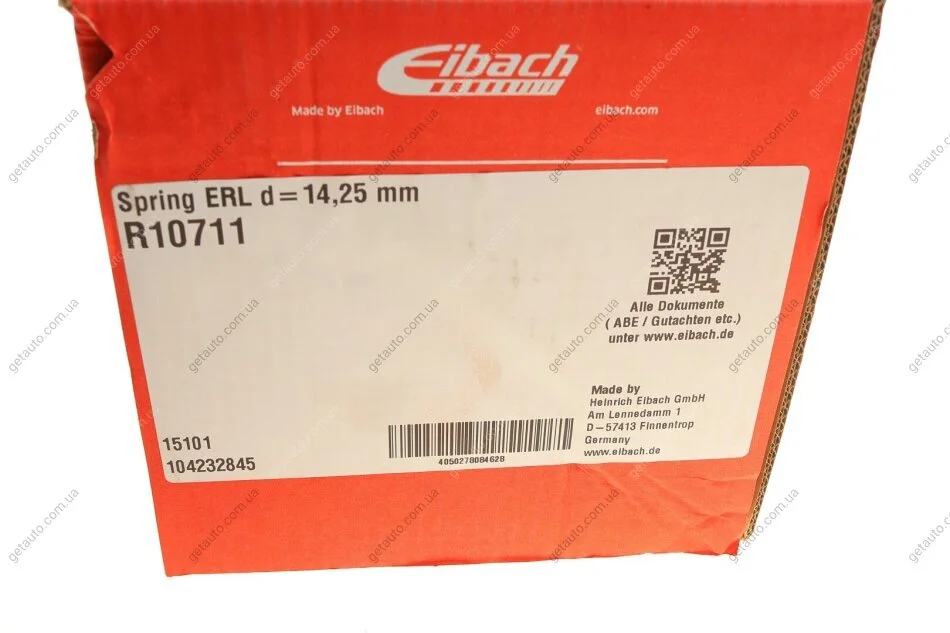 Eibach
Made by Eibach
eibach.com
Spring ERL d=14,25 mm
R10711
Alle Dokumente
( ABE / Gutachten etc.)
unter www.eibach.de
Made by
Heinrich Eibach GmbH
Am Lennedamm 1
D-57413 Finnentrop
Germany
www.eibach.de
15101
104232845
4050278084628
getauto.com.ua